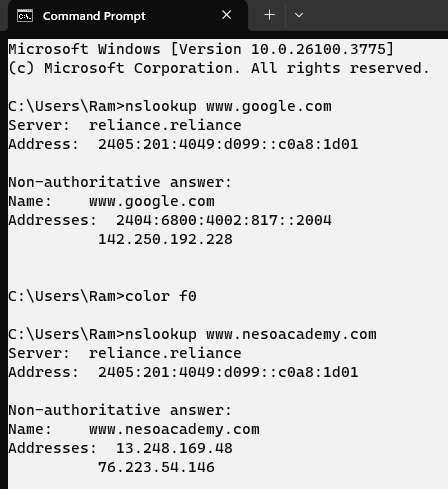 Command Prompt
Microsoft Windows [Version 10.0.26100.3775]
(c) Microsoft Corporation. All rights reserved.
C:\Users\Ram>nslookup www.google.com
Server:  reliance.reliance
Address:  2405:201:4049:d099::c0a8:1d01
Non-authoritative answer:
Name:    www.google.com
Addresses:  2404:6800:4002:817::2004
          142.250.192.228
C:\Users\Ram>color f0
C:\Users\Ram>nslookup www.nesoacademy.com
Server:  reliance.reliance
Address:  2405:201:4049:d099::c0a8:1d01
Non-authoritative answer:
Name:    www.nesoacademy.com
Addresses:  13.248.169.48
          76.223.54.146